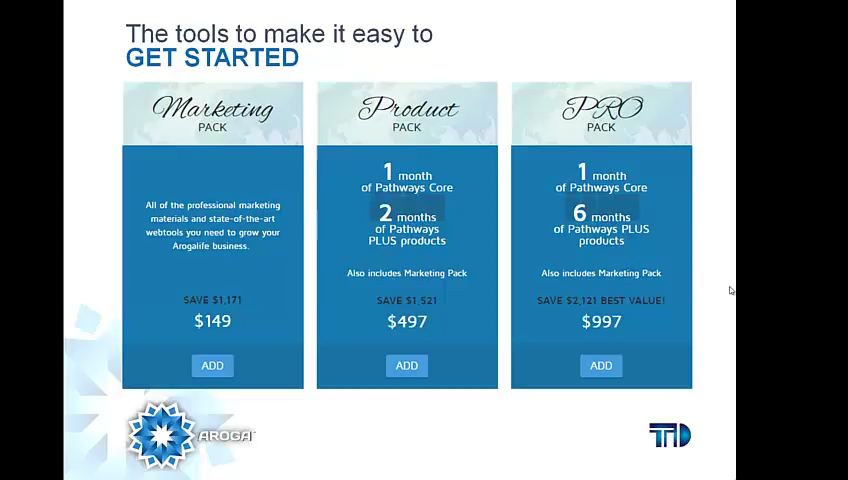 The tools to make it easy to
GET STARTED
Marketing
PACK
All of the professional marketing
materials and state-of-the-art
webtools you need to grow your
Arogalife business.
SAVE $1,171
$149
ADD
Product
PACK
1 month
of Pathways Core
2 months
of Pathways
PLUS products
Also includes Marketing Pack
SAVE $1,521
$497
ADD
PRO
PACK
1 month
of Pathways Core
6 months
of Pathways PLUS
products
Also includes Marketing Pack
SAVE $2,121 BEST VALUE!
$997
ADD
AROGA